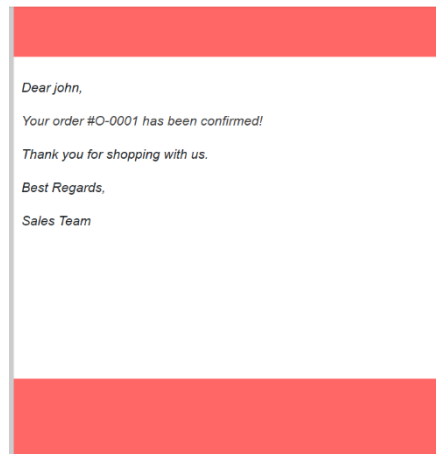 Dear john,
Your order #O-0001 has been confirmed!
Thank you for shopping with us.
Best Regards,
Sales Team